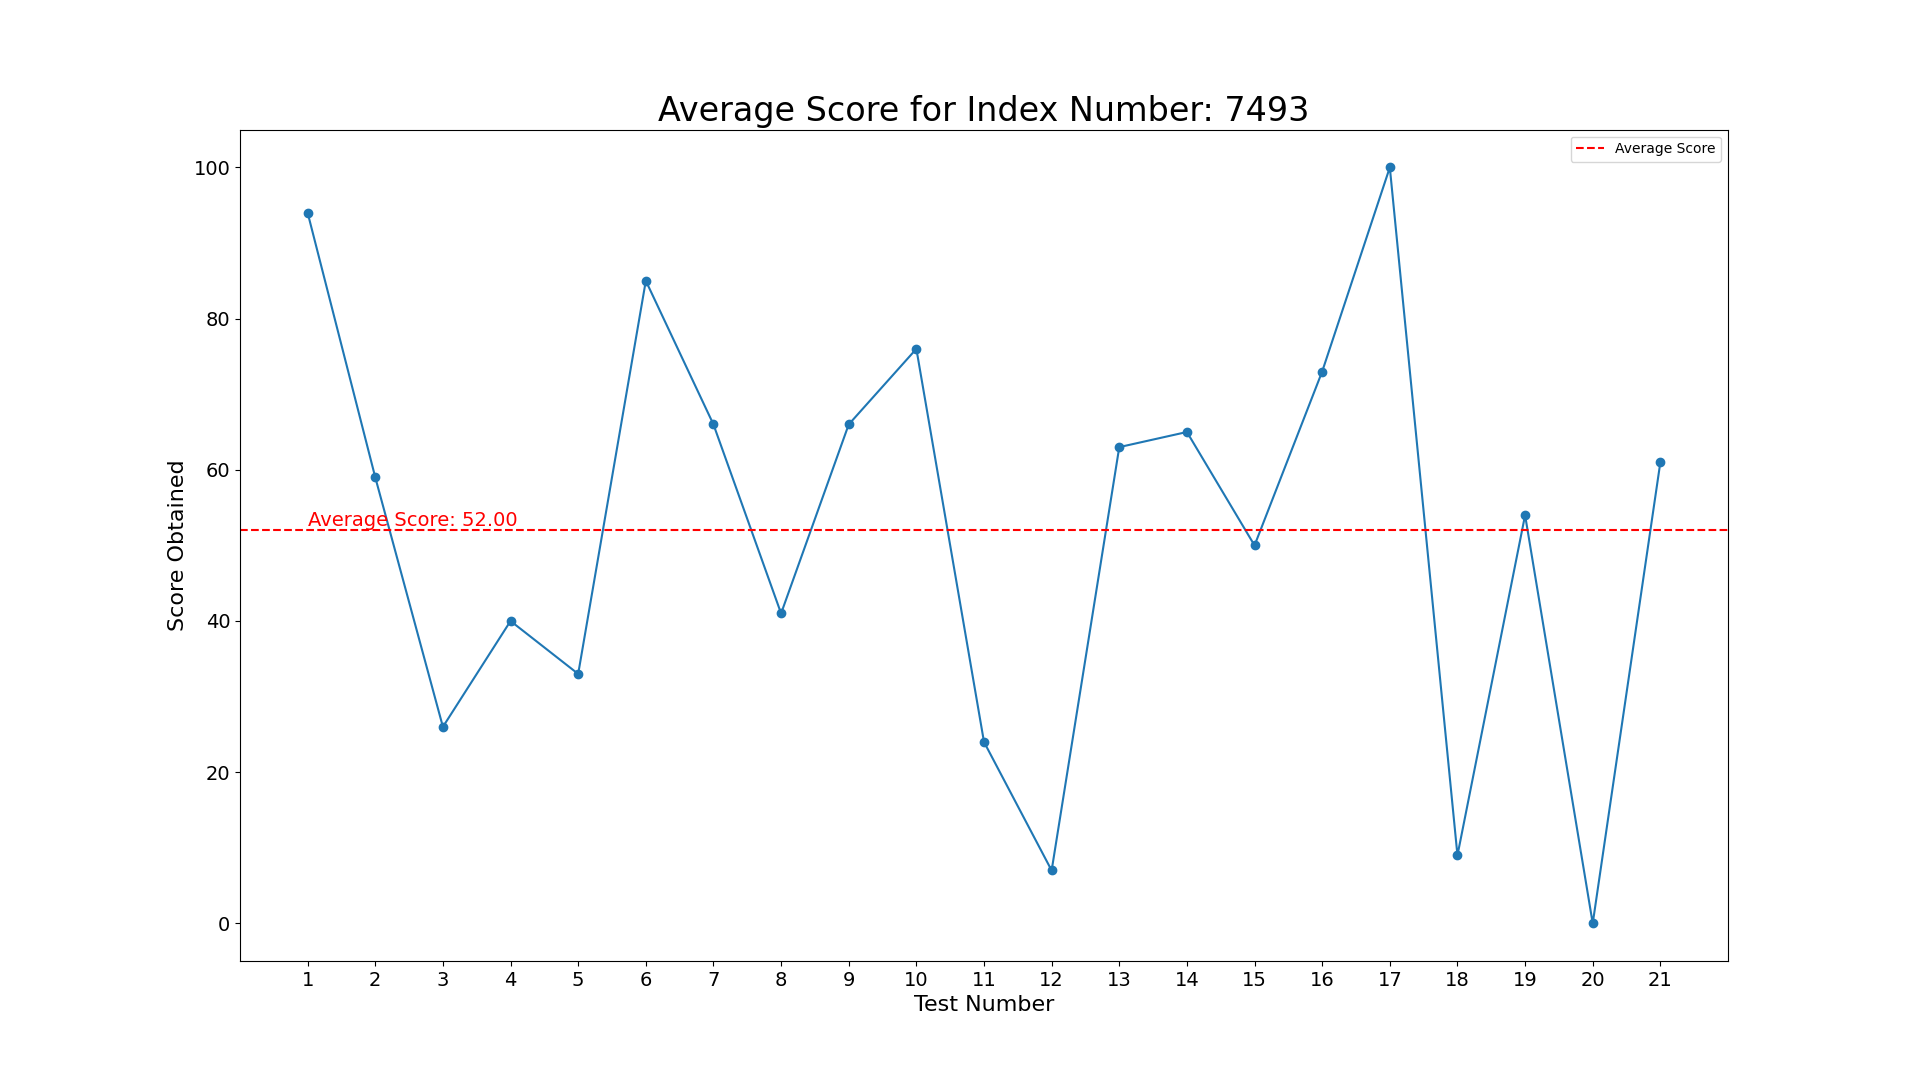 Average Score for Index Number: 7493
Average Score
100
80
60
40
20
0
Score Obtained
Average Score: 52.00
1 2 3 4 5 6 7 8 9 10 11 12 13 14 15 16 17 18 19 20 21
Test Number